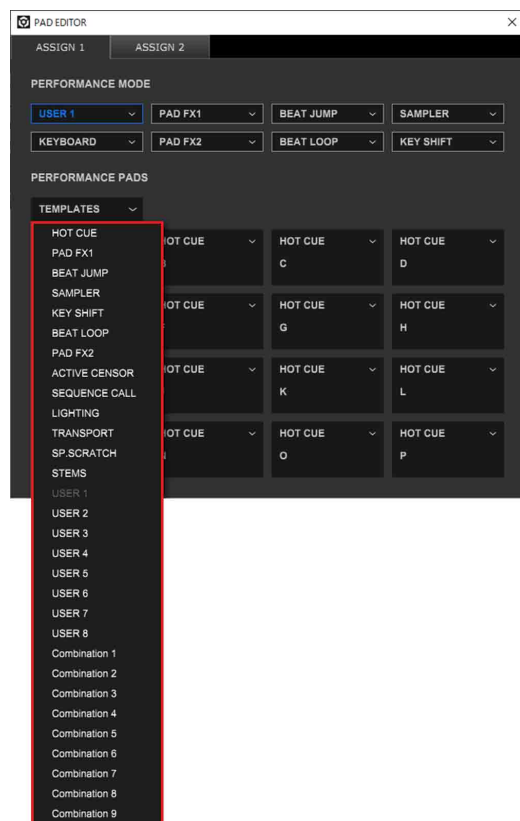 PAD EDITOR
ASSIGN 1 ASSIGN 2
PERFORMANCE MODE
USER 1 PAD FX1 BEAT JUMP SAMPLER
KEYBOARD PAD FX2 BEAT LOOP KEY SHIFT
PERFORMANCE PADS
TEMPLATES
HOT CUE
PAD FX1
BEAT JUMP
SAMPLER
KEY SHIFT
BEAT LOOP
PAD FX2
ACTIVE CENSOR
SEQUENCE CALL
LIGHTING
TRANSPORT
SP.SCRATCH
STEMS
USER 1
USER 2
USER 3
USER 4
USER 5
USER 6
USER 7
USER 8
Combination 1
Combination 2
Combination 3
Combination 4
Combination 5
Combination 6
Combination 7
Combination 8
Combination 9
HOT CUE HOT CUE HOT CUE
C D
HOT CUE HOT CUE HOT CUE
G H
HOT CUE HOT CUE HOT CUE
K L
HOT CUE HOT CUE HOT CUE
O P